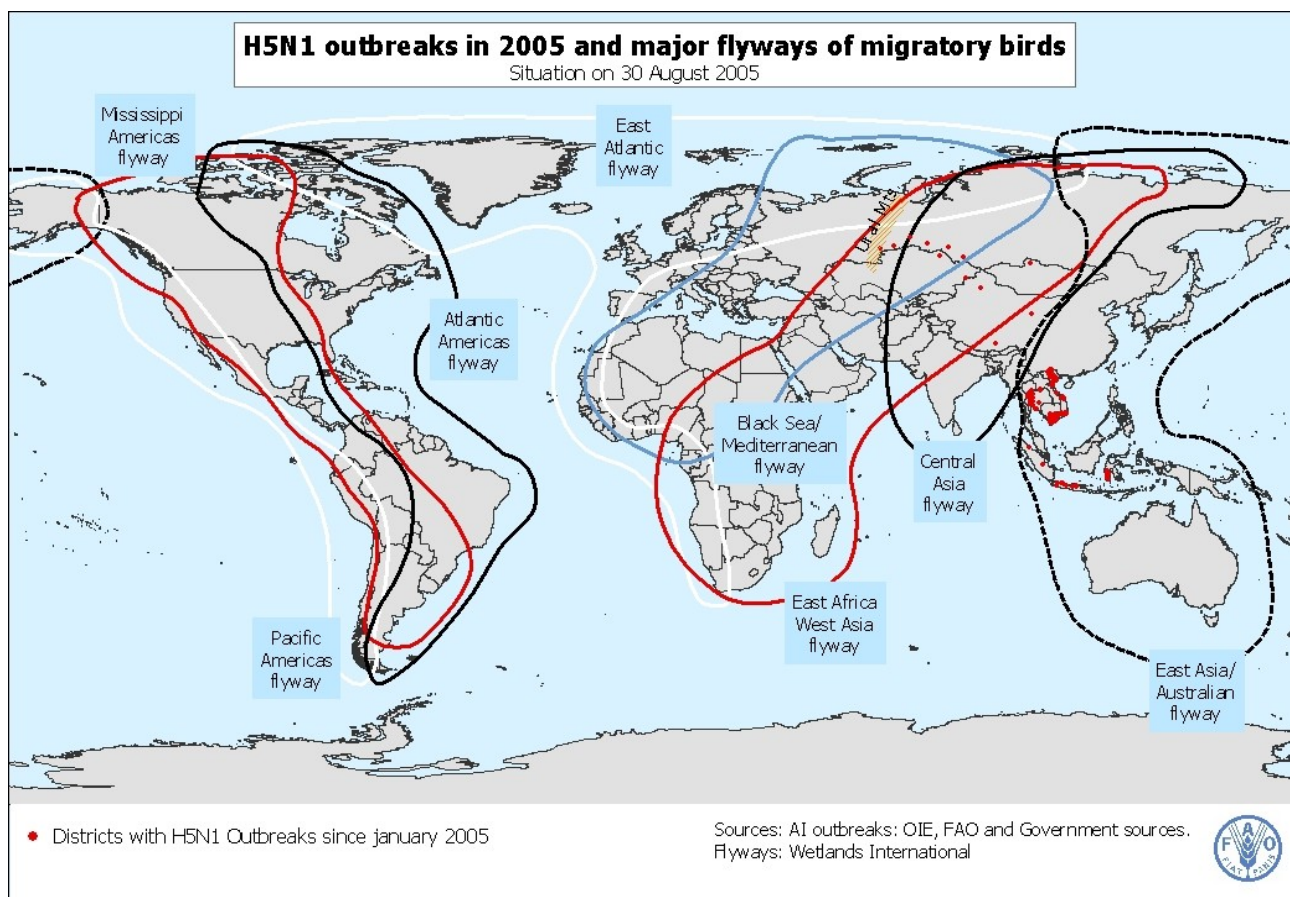 H5N1 outbreaks in 2005 and major flyways of migratory birds
Situation on 30 August 2005
Mississippi
Americas
flyway
East
Atlantic
flyway
Ural Mts
Atlantic
Americas
flyway
Black Sea/
Mediterranean
flyway
Central
Asia
flyway
East Africa
West Asia
flyway
Pacific
Americas
flyway
East Asia/
Australian
flyway
Districts with H5N1 Outbreaks since january 2005
Sources: AI outbreaks: OIE, FAO and Government sources.
Flyways: Wetlands International
F A O
FIAT PANIS